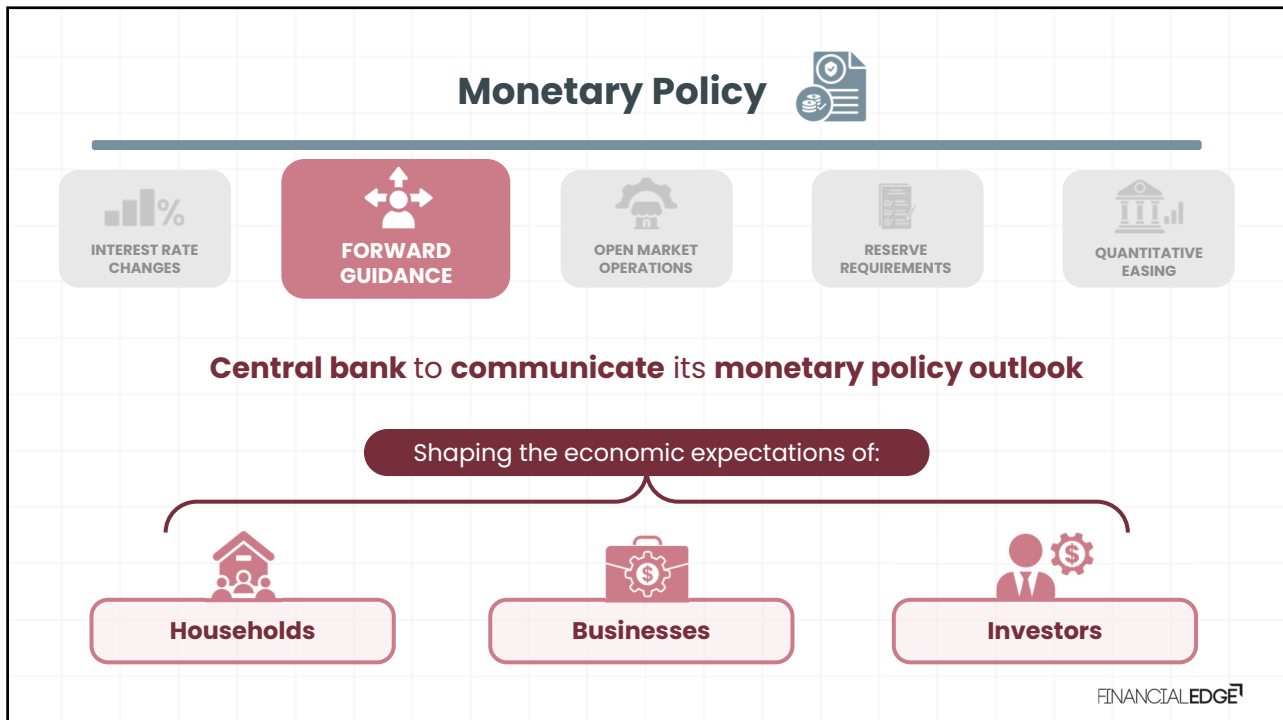 Monetary Policy
%
INTEREST RATE
CHANGES
FORWARD
GUIDANCE
OPEN MARKET
OPERATIONS
RESERVE
REQUIREMENTS
QUANTITATIVE
EASING
Central bank to communicate its monetary policy outlook
Shaping the economic expectations of:
$
$
Households
Businesses
Investors
FINANCIALEDGE